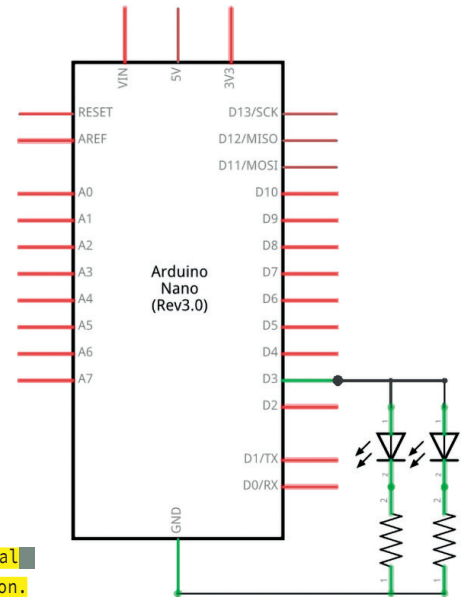 VIN
5V
3V3
RESET
AREF
A0
A1
A2
A3
A4
A5
A6
A7
Arduino
Nano
(Rev3.0)
D13/SCK
D12/MISO
D11/MOSI
D10
D9
D8
D7
D6
D5
D4
D3
D2
D1/TX
D0/RX
GND
1
1
2
2
2
2
1
1
al
on.